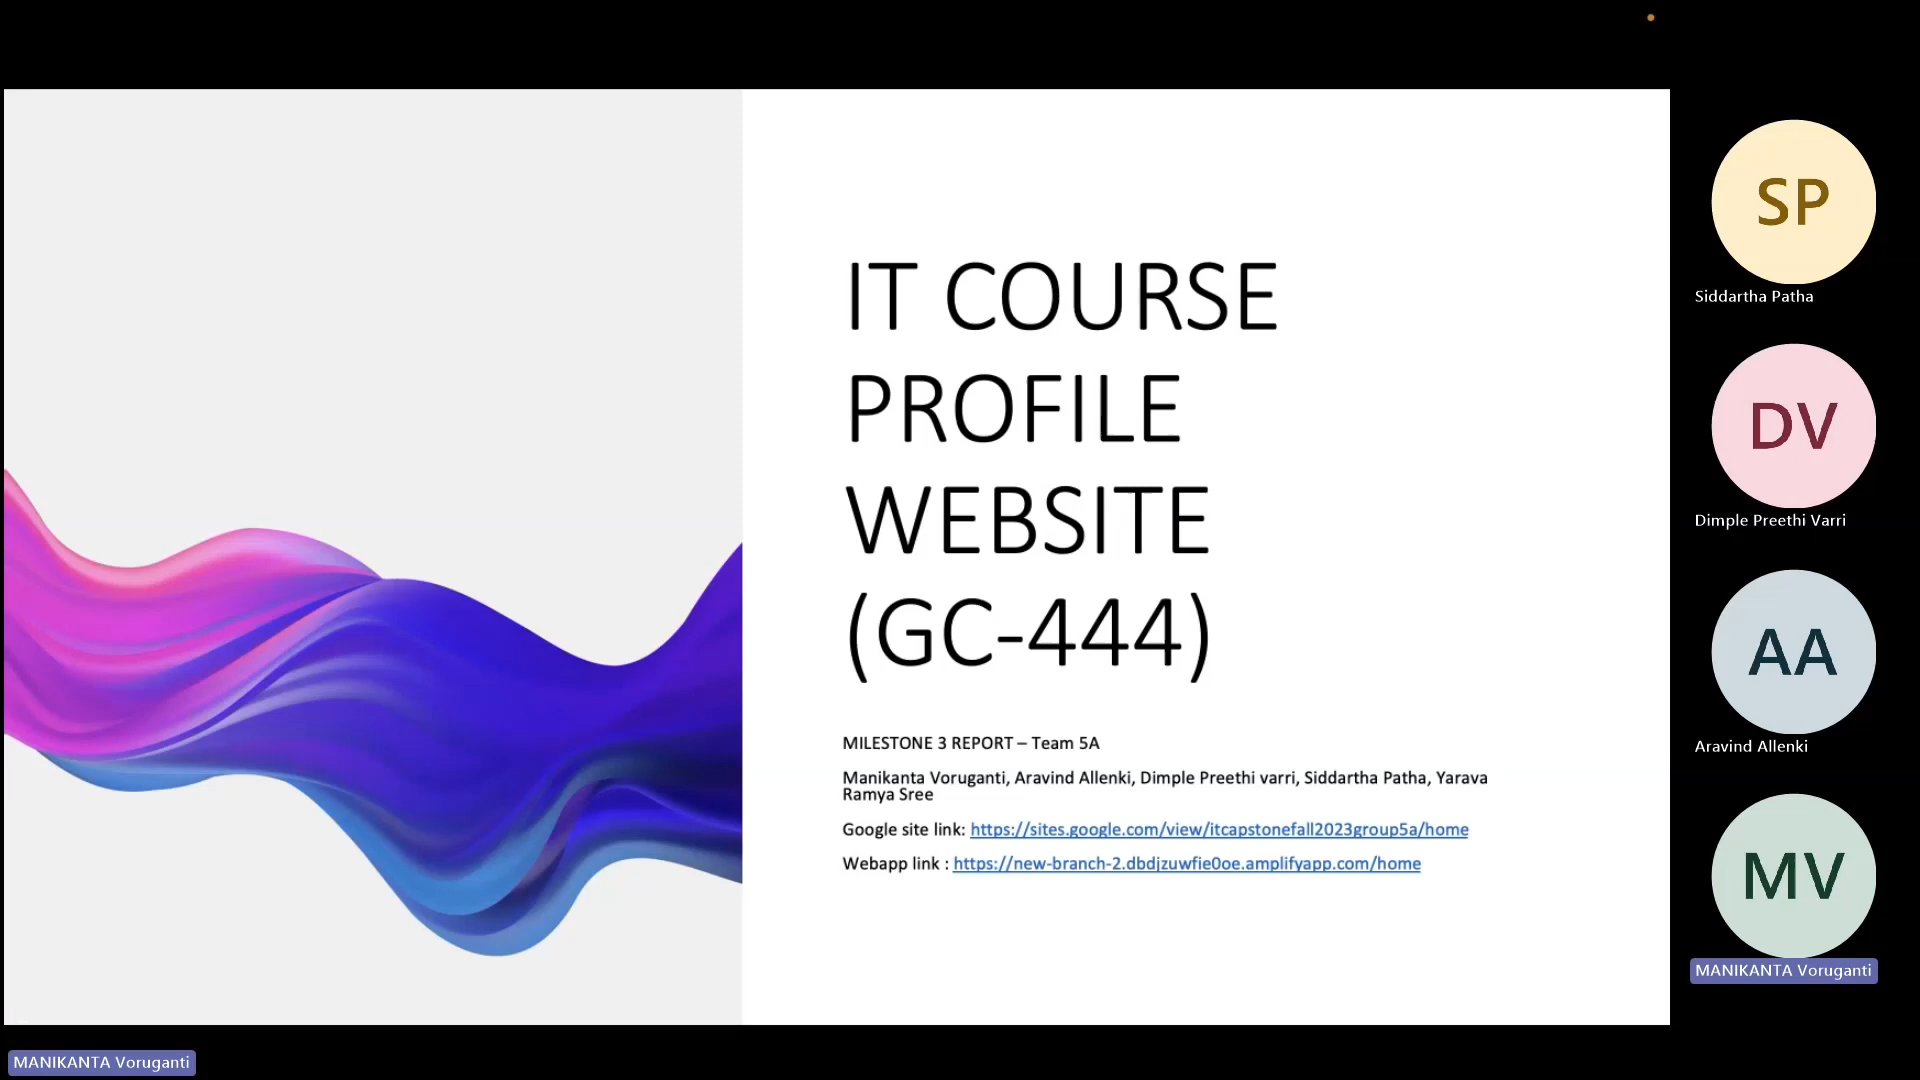 IT COURSE
PROFILE
WEBSITE
(GC-444)
MILESTONE 3 REPORT – Team 5A
Manikanta Voruganti, Aravind Allenki, Dimple Preethi varri, Siddartha Patha, Yarava
Ramya Sree
Google site link: https://sites.google.com/view/itcapstonefall2023group5a/home
Webapp link : https://new-branch-2.dbdjzuwfie0oe.amplifyapp.com/home
SP
Siddartha Patha
DV
Dimple Preethi Varri
AA
Aravind Allenki
MV
MANIKANTA Voruganti
MANIKANTA Voruganti